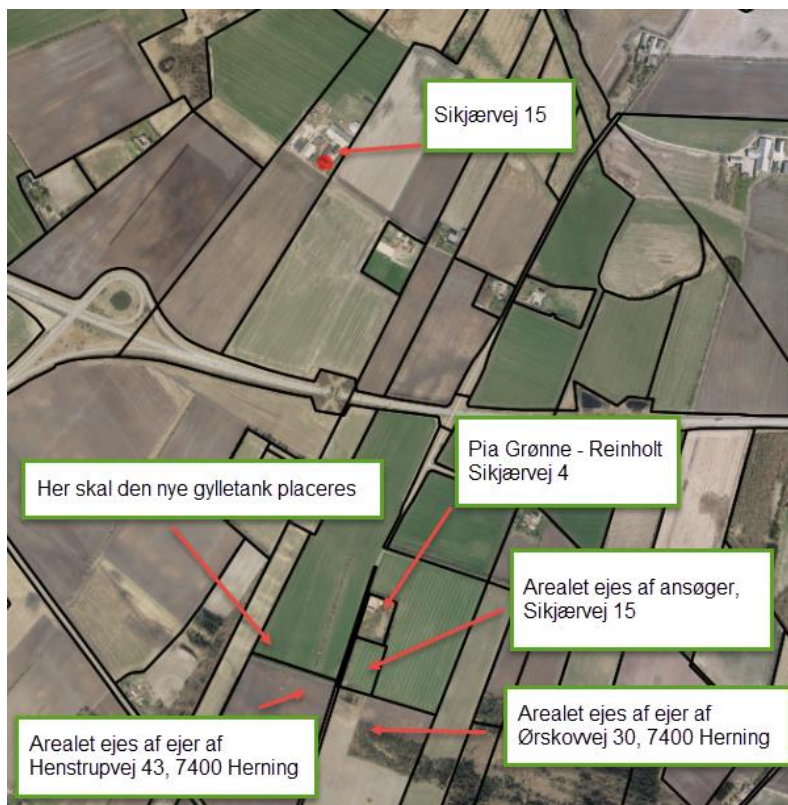 Sikjærvej 15
Pia Grønne - Reinholt
Sikjærvej 4
Her skal den nye gylletank placeres
Arealet ejes af ansøger,
Sikjærvej 15
Arealet ejes af ejer af
Ørskovvej 30, 7400 Herning
Arealet ejes af ejer af
Henstrupvej 43, 7400 Herning